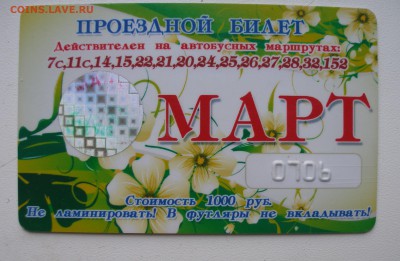 COINSS.LAVE.RU
ПРОЕЗДНОЙ БИЛЕТ
Действителен на автобусных маршрутах:
7с,11с,14,15,22,21,20,24,25,26,27,28,32,152
МАРТ
0706
Стоимость 1000 руб.
Не ламинировать! В футляры не вкладывать!